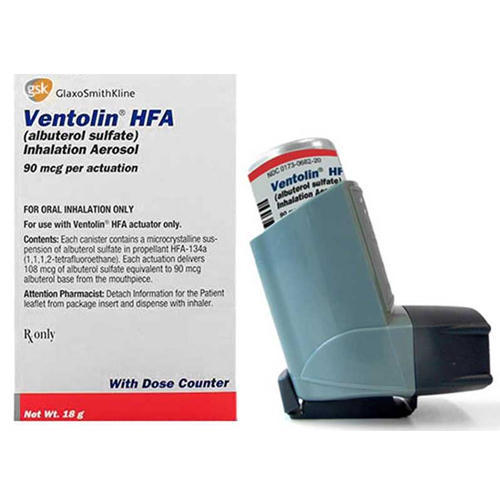 gsk GlaxoSmithKline
Ventolin® HFA
(albuterol sulfate)
Inhalation Aerosol
90 mcg per actuation
FOR ORAL INHALATION ONLY
For use with Ventolin® HFA actuator only.
Contents: Each canister contains a microcrystalline sus-
pension of albuterol sulfate in propellant HFA-134a
(1,1,1,2-tetrafluoroethane). Each actuation delivers
108 mcg of albuterol sulfate equivalent to 90 mcg
albuterol base from the mouthpiece.
Attention Pharmacist: Detach Information for the Patient
leaflet from package insert and dispense with inhaler.
℞ only
With Dose Counter
Net Wt. 18 g
NDC 0173-0682-20
Ventolin® HF
(albuterol sulfate)
Inhalation Aerosol
90